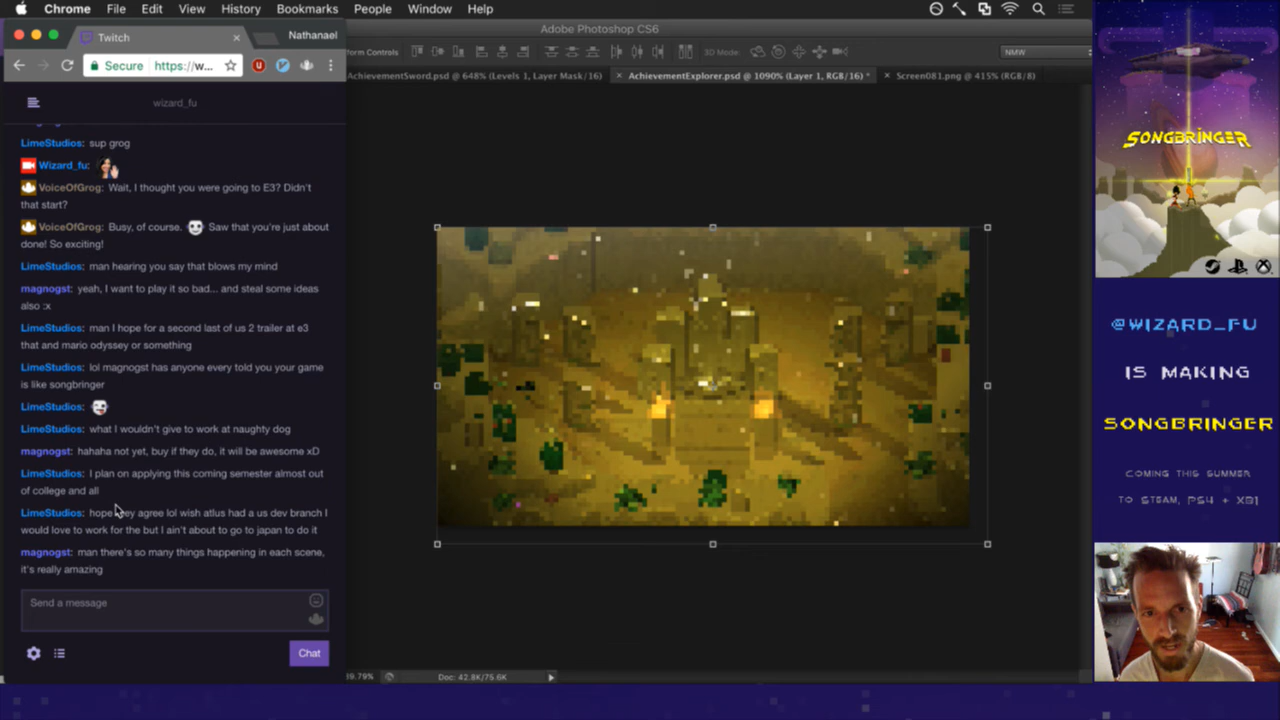 Chrome File Edit View History Bookmarks People Window Help
Adobe Photoshop CS6
Twitch
Nathanael
Secure https://w...
form Controls
3D Mode:
NMW
AchievementSword.psd @ 648% (Levels 1, Layer Mask/16)
AchievementExplorer.psd @ 1090% (Layer 1, RGB/16) *
Screen081.png @ 415% (RGB/8)
wizard_fu
LimeStudios: sup grog
Wizard_fu:
VoiceOfGrog: Wait, I thought you were going to E3? Didn't
that start?
VoiceOfGrog: Busy, of course. Saw that you're just about
done! So exciting!
LimeStudios: man hearing you say that blows my mind
magnogst: yeah, I want to play it so bad... and steal some ideas
also :x
LimeStudios: man I hope for a second last of us 2 trailer at e3
that and mario odyssey or something
LimeStudios: lol magnogst has anyone every told you your game
is like songbringer
LimeStudios:
LimeStudios: what I wouldn't give to work at naughty dog
magnogst: hahaha not yet, buy if they do, it will be awesome xD
LimeStudios: I plan on applying this coming semester almost out
of college and all
LimeStudios: hope they agree lol wish atlus had a us dev branch I
would love to work for the but I ain't about to go to japan to do it
magnogst: man there's so many things happening in each scene,
it's really amazing
Send a message
Chat
9.79%
Doc: 42.8K/75.6K
SONGBRINGER
@WIZARD_FU
IS MAKING
SONGBRINGER
COMING THIS SUMMER
TO STEAM, PS4 + XB1